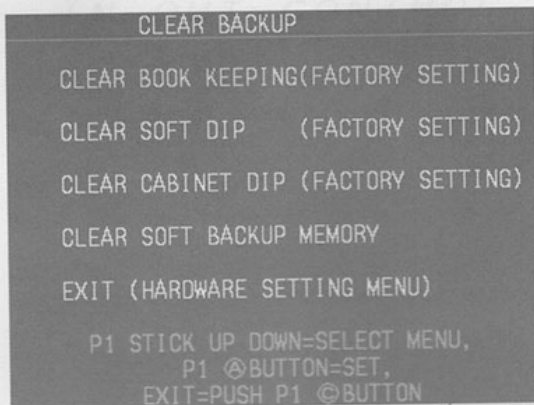 CLEAR BACKUP
CLEAR BOOK KEEPING(FACTORY SETTING)
CLEAR SOFT DIP (FACTORY SETTING)
CLEAR CABINET DIP (FACTORY SETTING)
CLEAR SOFT BACKUP MEMORY
EXIT (HARDWARE SETTING MENU)
P1 STICK UP DOWN=SELECT MENU,
P1 ⒶBUTTON=SET,
EXIT=PUSH P1 ⒸBUTTON